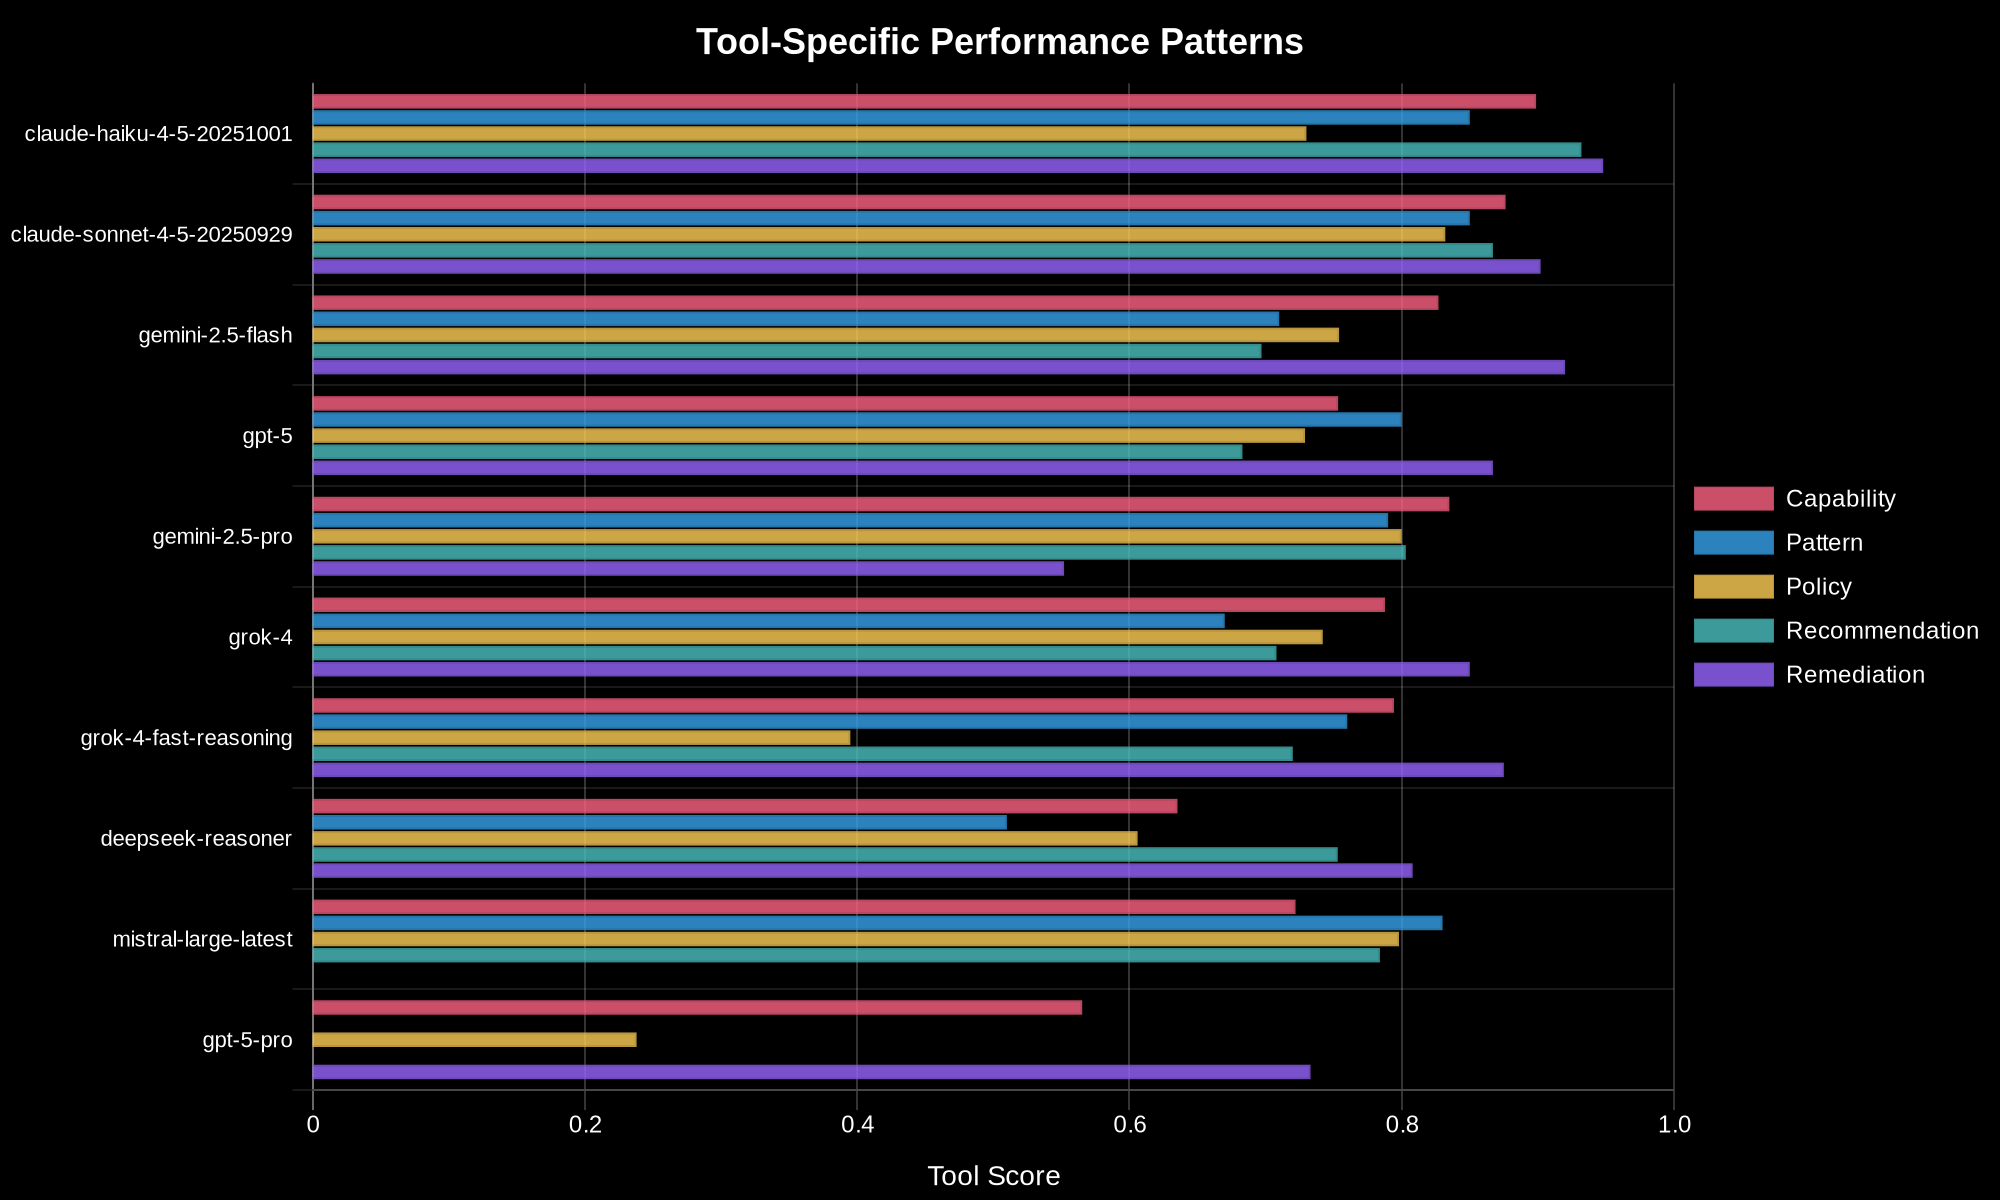 Tool-Specific Performance Patterns
claude-haiku-4-5-20251001
claude-sonnet-4-5-20250929
gemini-2.5-flash
gpt-5
gemini-2.5-pro
grok-4
grok-4-fast-reasoning
deepseek-reasoner
mistral-large-latest
gpt-5-pro
0 0.2 0.4 0.6 0.8 1.0
Tool Score
Capability
Pattern
Policy
Recommendation
Remediation